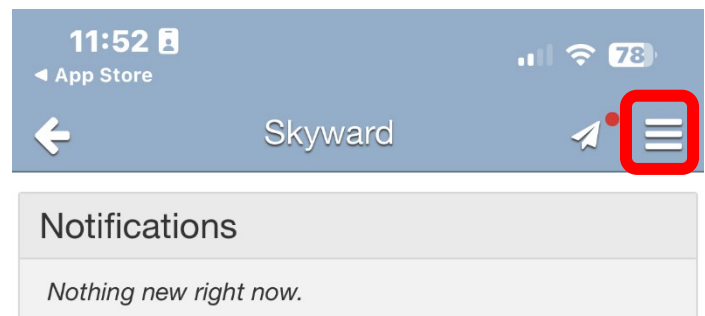 11:52
78
◀ App Store
Skyward
Notifications
Nothing new right now.